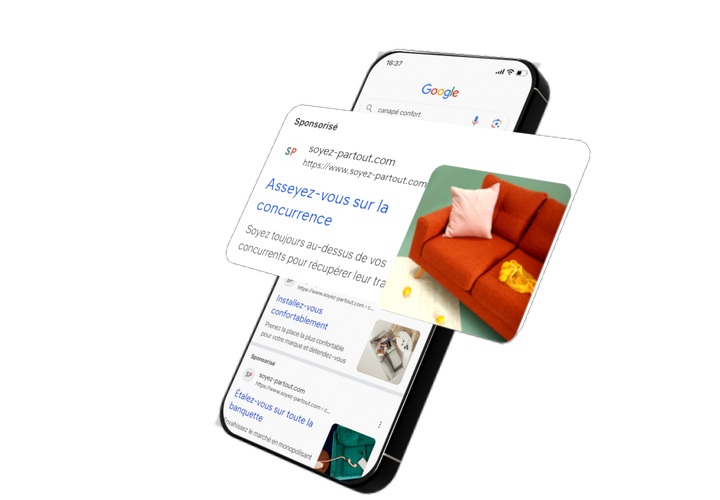 16:37
Google
canapé confort
Sponsorisé
SP
soyez-partout.com
https://www.soyez-partout.com
Asseyez-vous sur la
concurrence
Soyez toujours au-dessus de vos
concurrents pour récupérer leur tra
SP
https://www.soyez-partout.com › c...
Installez-vous
confortablement
Prenez la place la plus confortable
pour votre marque et détendez-vous
Sponsorisé
SP
soyez-partout.com
https://www.soyez-partout.com › c...
Étalez-vous sur toute la
banquette
Envahissez le marché en monopolisant